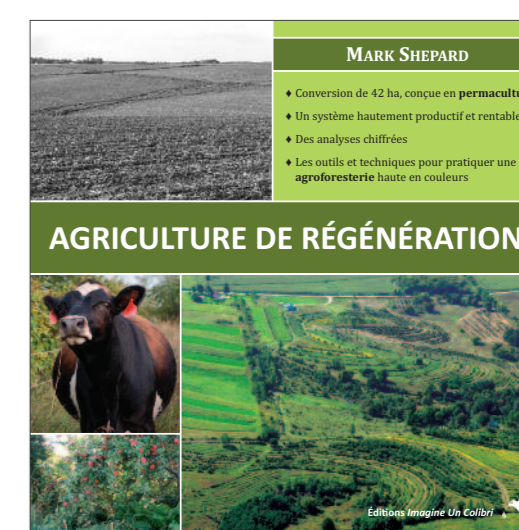 MARK SHEPARD
♦ Conversion de 42 ha, conçue en permacultu
♦ Un système hautement productif et rentable
♦ Des analyses chiffrées
♦ Les outils et techniques pour pratiquer une
agroforesterie haute en couleurs
AGRICULTURE DE RÉGÉNÉRATION
Éditions Imagine Un Colibri